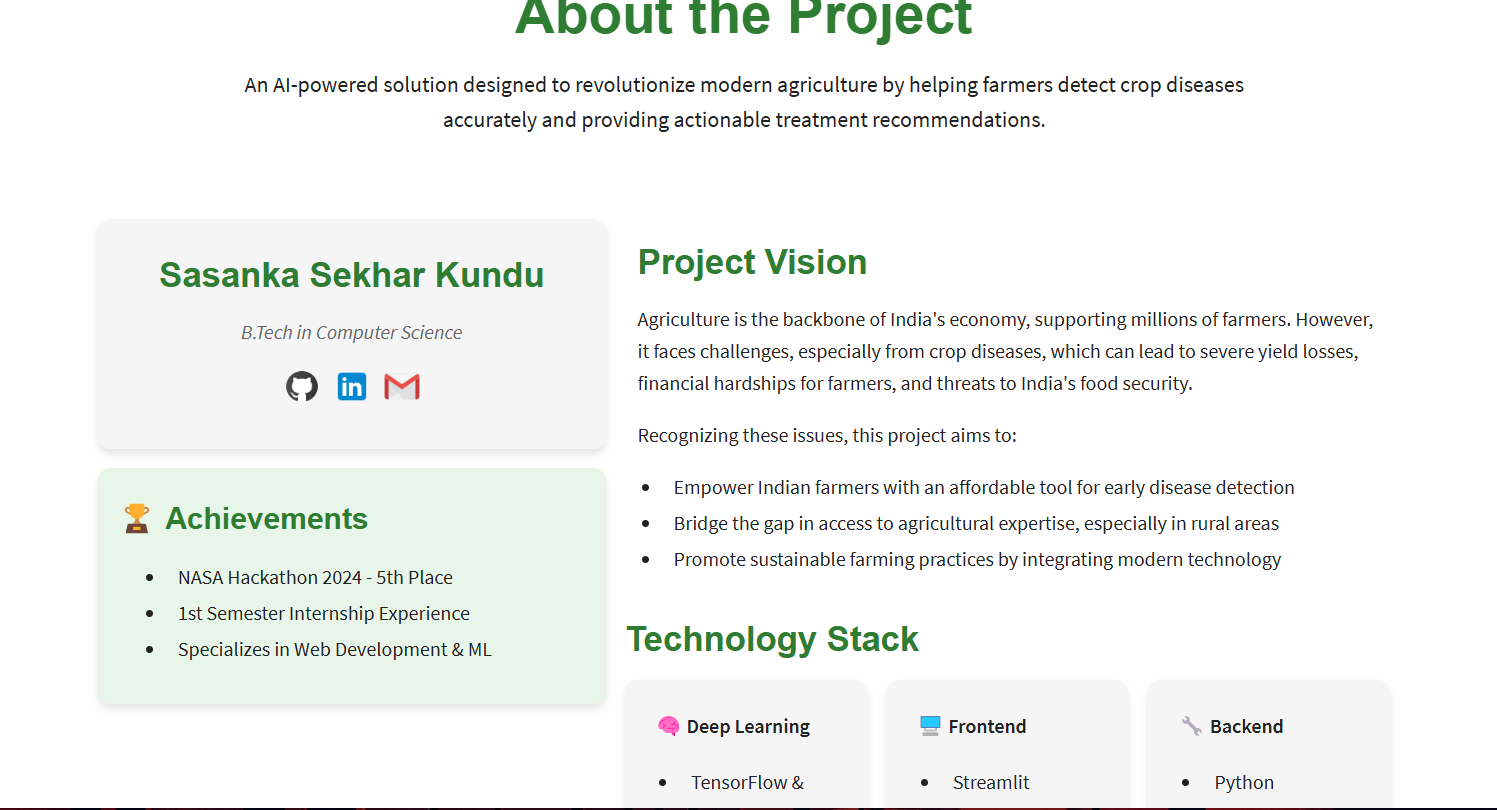 About the Project
An AI-powered solution designed to revolutionize modern agriculture by helping farmers detect crop diseases
accurately and providing actionable treatment recommendations.
Sasanka Sekhar Kundu
B.Tech in Computer Science
in
Achievements
NASA Hackathon 2024 - 5th Place
1st Semester Internship Experience
Specializes in Web Development & ML
Project Vision
Agriculture is the backbone of India's economy, supporting millions of farmers. However,
it faces challenges, especially from crop diseases, which can lead to severe yield losses,
financial hardships for farmers, and threats to India's food security.
Recognizing these issues, this project aims to:
Empower Indian farmers with an affordable tool for early disease detection
Bridge the gap in access to agricultural expertise, especially in rural areas
Promote sustainable farming practices by integrating modern technology
Technology Stack
Deep Learning
TensorFlow &
Frontend
Streamlit
Backend
Python